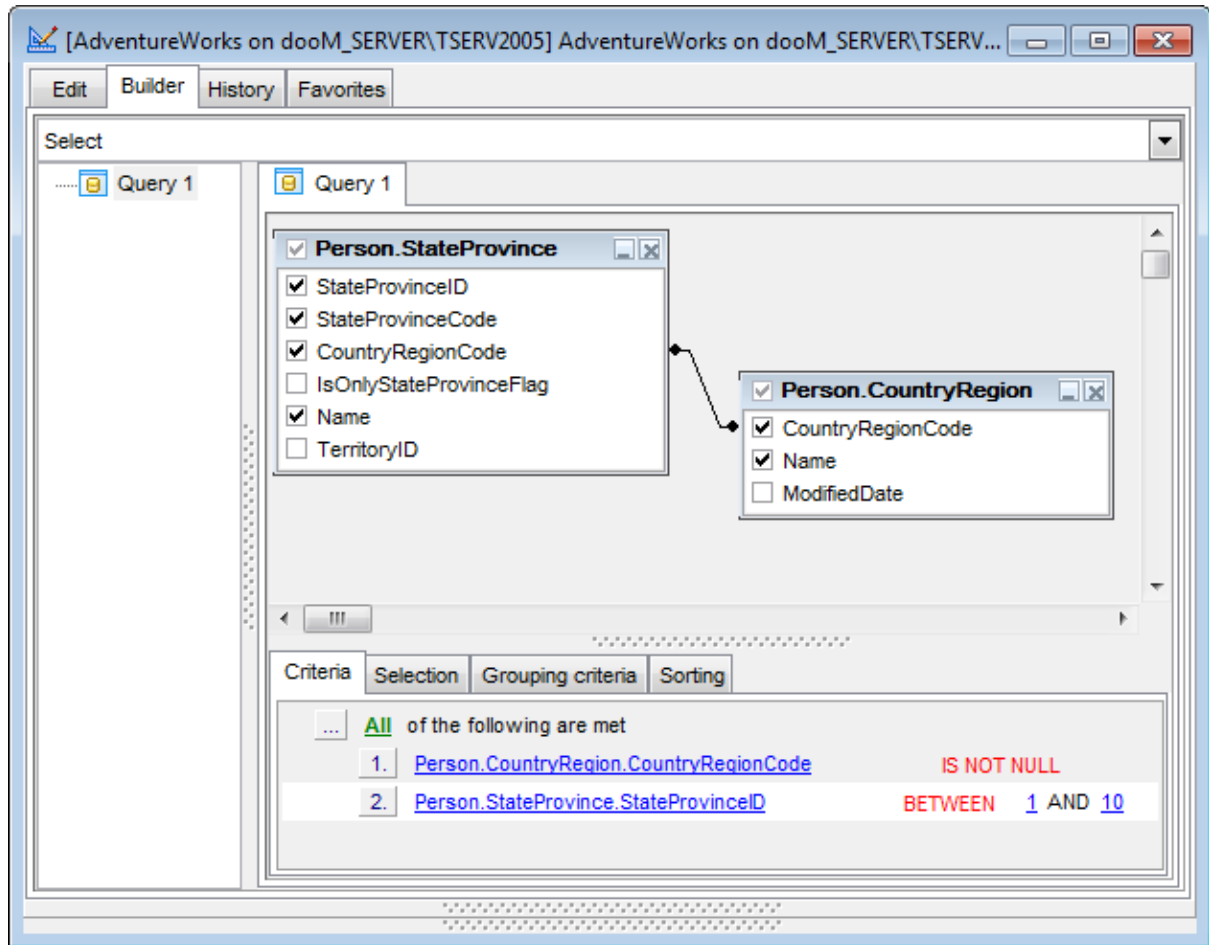 [AdventureWorks on dooM_SERVER\TSERV2005] AdventureWorks on dooM_SERVER\TSERV...
Edit Builder History Favorites
Select
Query 1
Query 1
Person.StateProvince
StateProvinceID
StateProvinceCode
CountryRegionCode
IsOnlyStateProvinceFlag
Name
TerritoryID
Person.CountryRegion
CountryRegionCode
Name
ModifiedDate
Criteria Selection Grouping criteria Sorting
... All of the following are met
1. Person.CountryRegion.CountryRegionCode IS NOT NULL
2. Person.StateProvince.StateProvinceID BETWEEN 1 AND 10